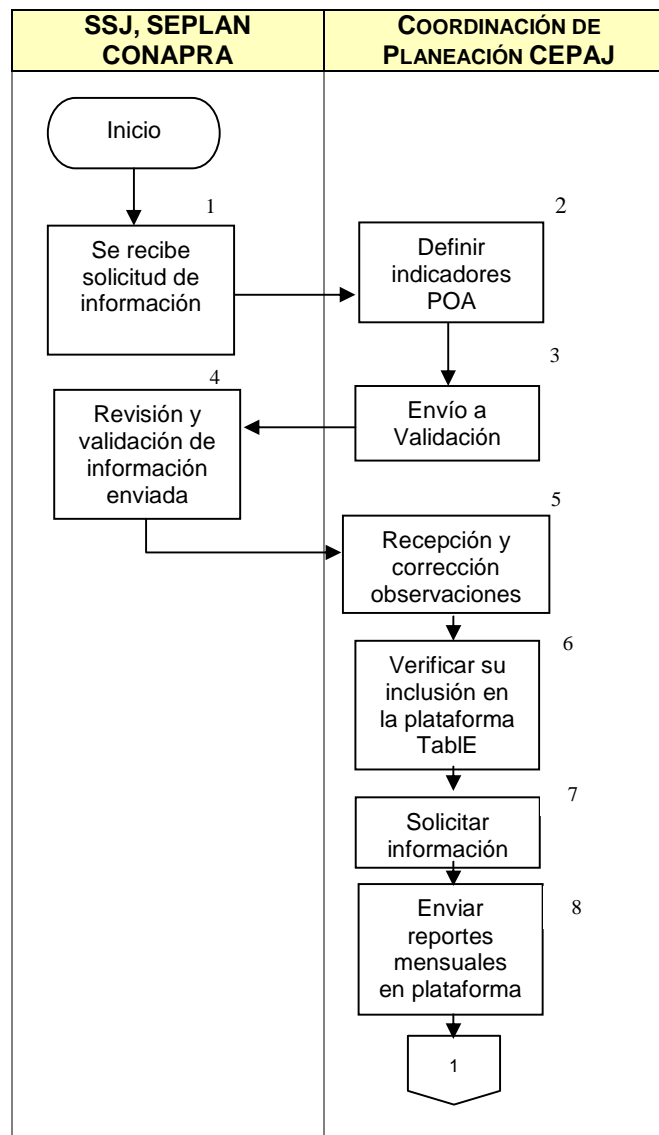 SSJ, SEPLAN
CONAPRA
COORDINACIÓN DE
PLANEACIÓN CEPAJ
Inicio
1
Se recibe
solicitud de
información
2
Definir
indicadores
POA
3
Envío a
Validación
4
Revisión y
validación de
información
enviada
5
Recepción y
corrección
observaciones
6
Verificar su
inclusión en
la plataforma
TablE
7
Solicitar
información
8
Enviar
reportes
mensuales
en plataforma
1